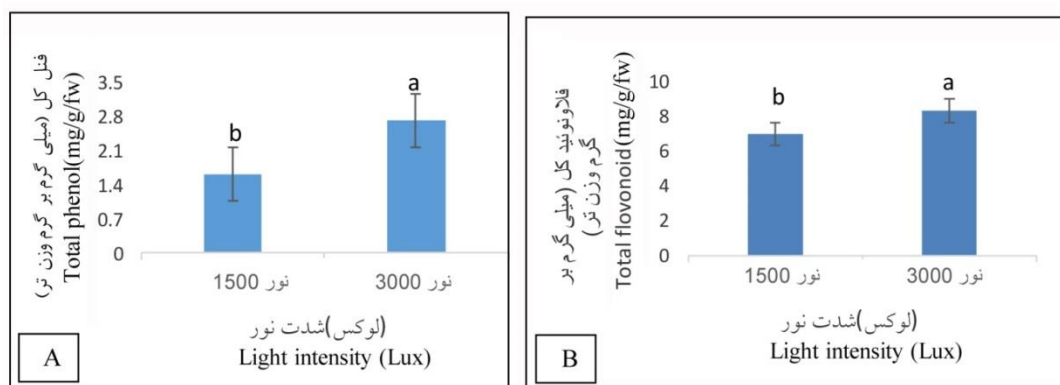 فنل کل (میلی گرم بر گرم وزن تر)
Total phenol(mg/g/fw)
3.5
2.8
2.1
1.4
0.7
0
b
a
نور 1500
نور 3000
(لوکس)شدت نور
Light intensity (Lux)
A
فلاونوئید کل (میلی گرم بر
گرم وزن تر)
Total flovonoid(mg/g/fw)
10
8
6
4
2
0
b
a
نور 1500
نور 3000
(لوکس)شدت نور
Light intensity (Lux)
B